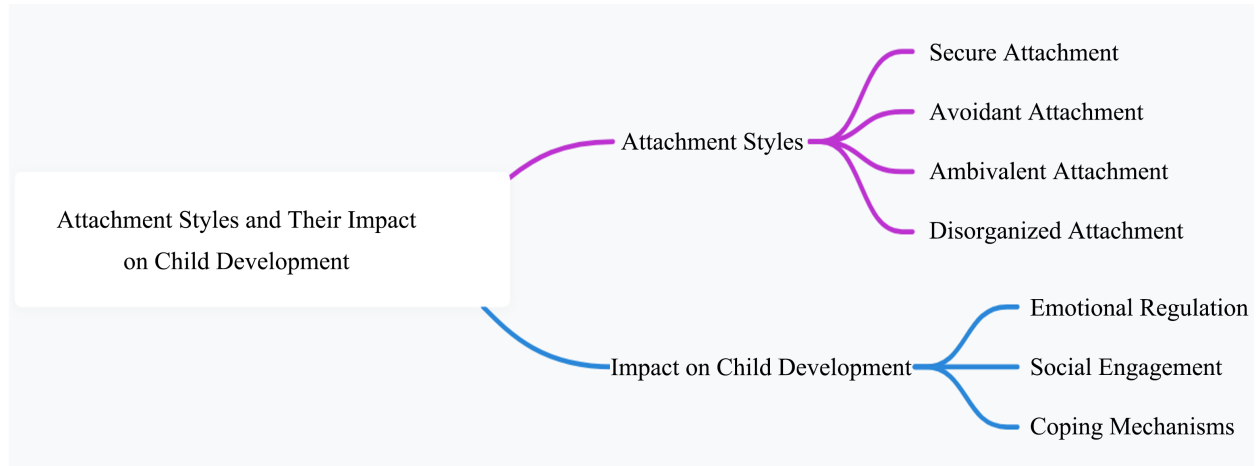 Attachment Styles and Their Impact
on Child Development
Attachment Styles
Secure Attachment
Avoidant Attachment
Ambivalent Attachment
Disorganized Attachment
Impact on Child Development
Emotional Regulation
Social Engagement
Coping Mechanisms